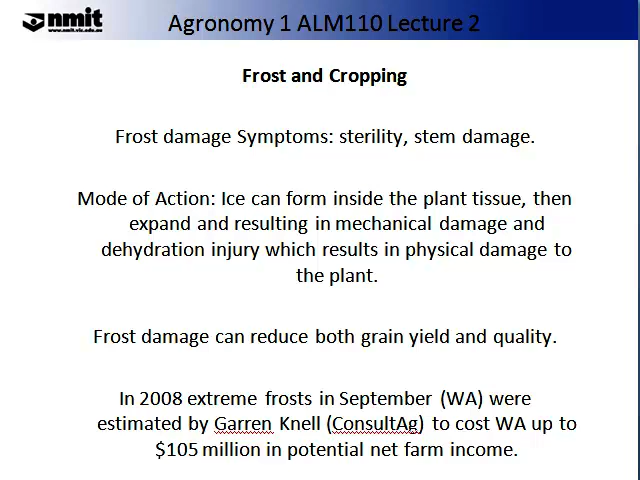 nmit
www.nmit.vic.edu.au
Agronomy 1 ALM110 Lecture 2
Frost and Cropping
Frost damage Symptoms: sterility, stem damage.
Mode of Action: Ice can form inside the plant tissue, then
expand and resulting in mechanical damage and
dehydration injury which results in physical damage to
the plant.
Frost damage can reduce both grain yield and quality.
In 2008 extreme frosts in September (WA) were
estimated by Garren Knell (ConsultAg) to cost WA up to
$105 million in potential net farm income.